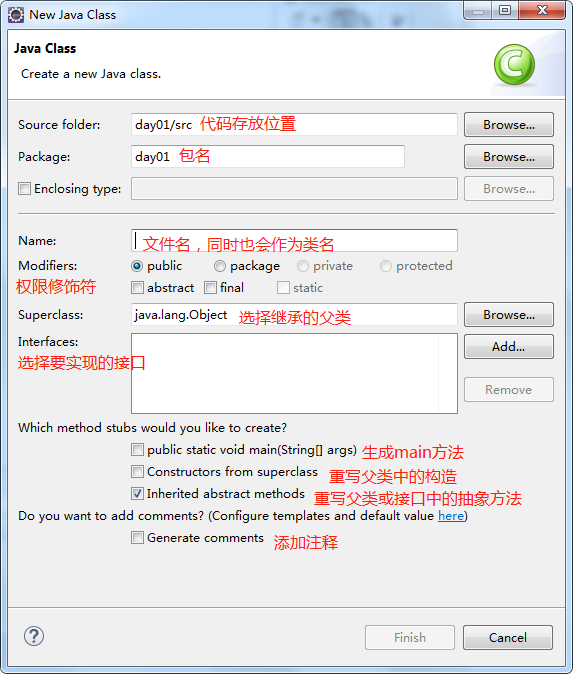 New Java Class
Java Class
Create a new Java class.
Source folder: day01/src 代码存放位置 Browse...
Package: day01 包名 Browse...
Enclosing type: Browse...
Name: 文件名，同时也会作为类名
Modifiers: public package private protected
权限修饰符 abstract final static
Superclass: java.lang.Object 选择继承的父类 Browse...
Interfaces: Add...
选择要实现的接口
Remove
Which method stubs would you like to create?
public static void main(String[] args) 生成main方法
Constructors from superclass 重写父类中的构造
Inherited abstract methods 重写父类或接口中的抽象方法
Do you want to add comments? (Configure templates and default value here)
Generate comments 添加注释
? Finish Cancel